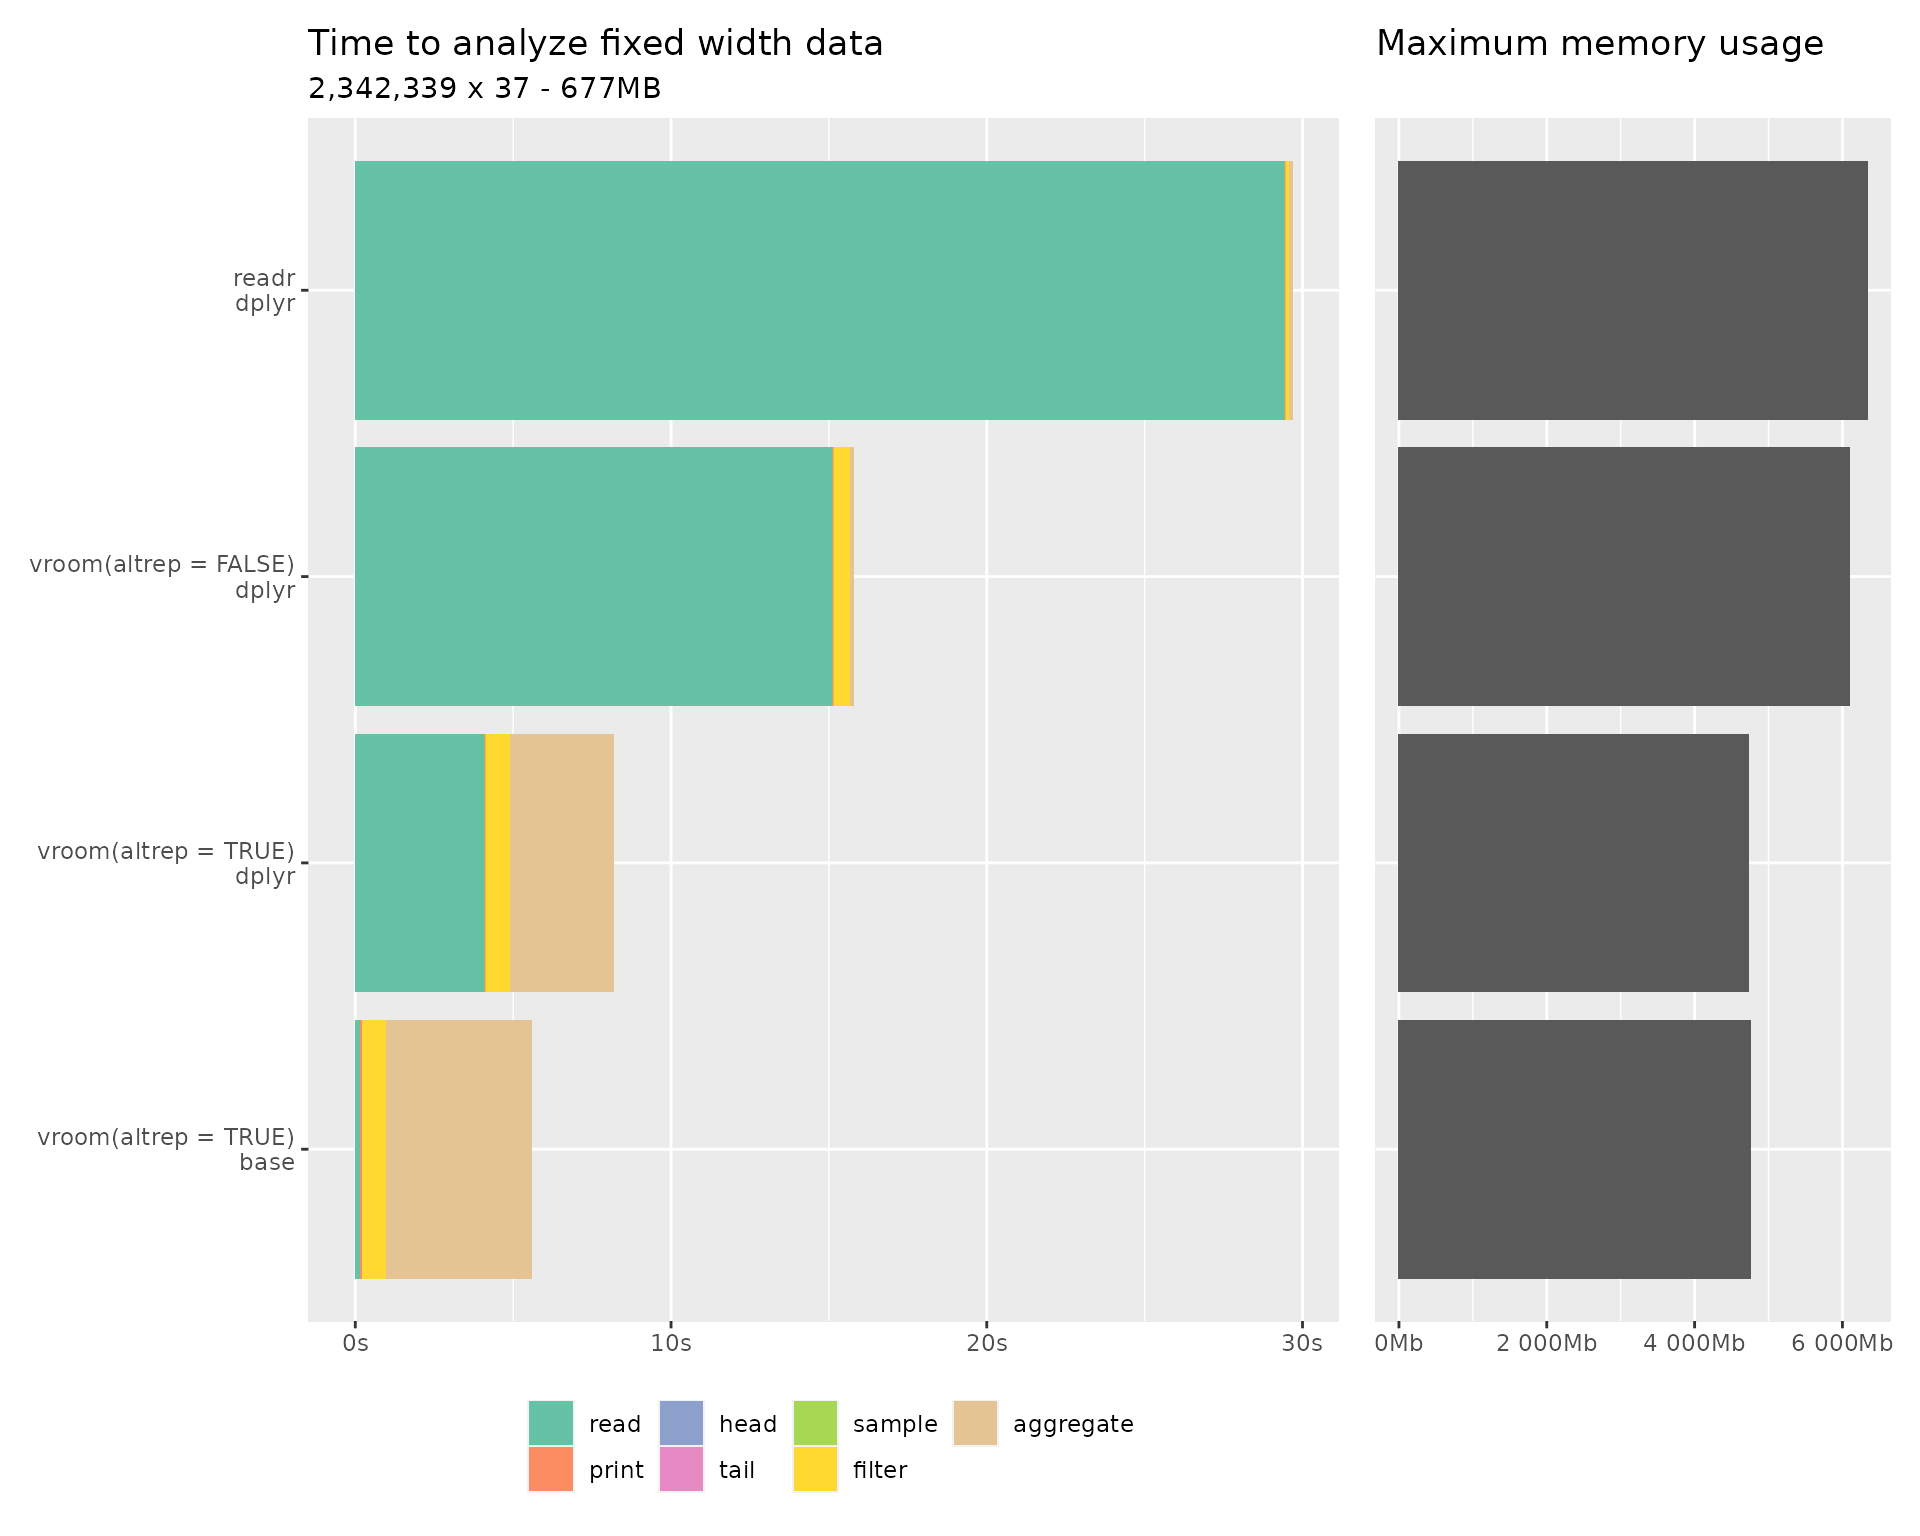 Time to analyze fixed width data
2,342,339 x 37 - 677MB
Maximum memory usage
readr
dplyr
vroom(altrep = FALSE)
dplyr
vroom(altrep = TRUE)
dplyr
vroom(altrep = TRUE)
base
0s 10s 20s 30s
0Mb 2 000Mb 4 000Mb 6 000Mb
read head sample aggregate
print tail filter